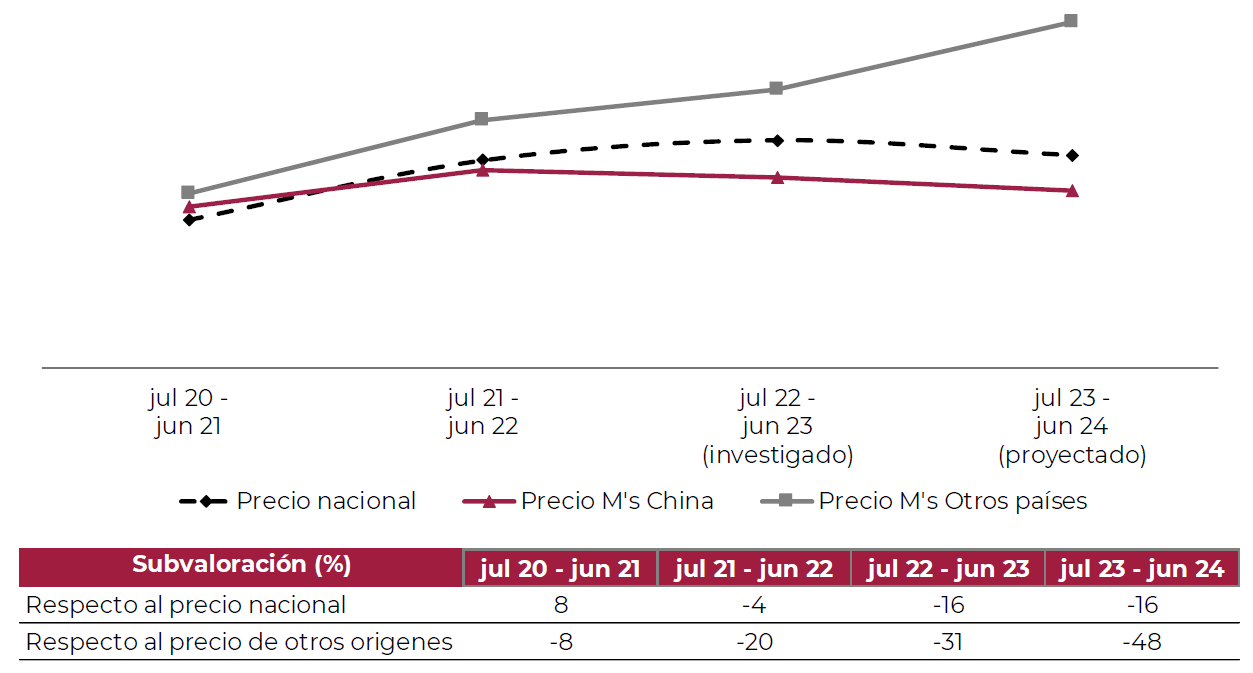 jul 20 -
jun 21
jul 21 -
jun 22
jul 22 -
jun 23
(investigado)
jul 23 -
jun 24
(proyectado)
Precio nacional Precio M's China Precio M's Otros países
Subvaloración (%) jul 20 - jun 21 jul 21 - jun 22 jul 22 - jun 23 jul 23 - jun 24
Respecto al precio nacional 8 -4 -16 -16
Respecto al precio de otros origenes -8 -20 -31 -48